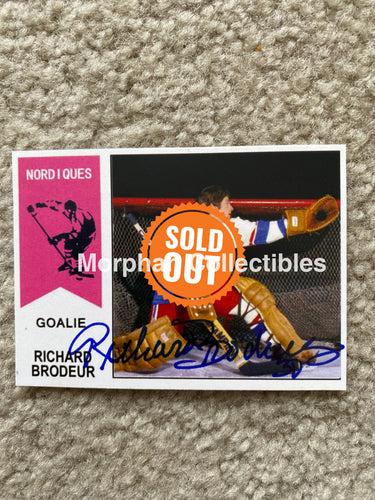 NORDIQUES
SOLD
OUT
Morphan Collectibles
GOALIE
RICHARD
BRODEUR
Richard Brodeur